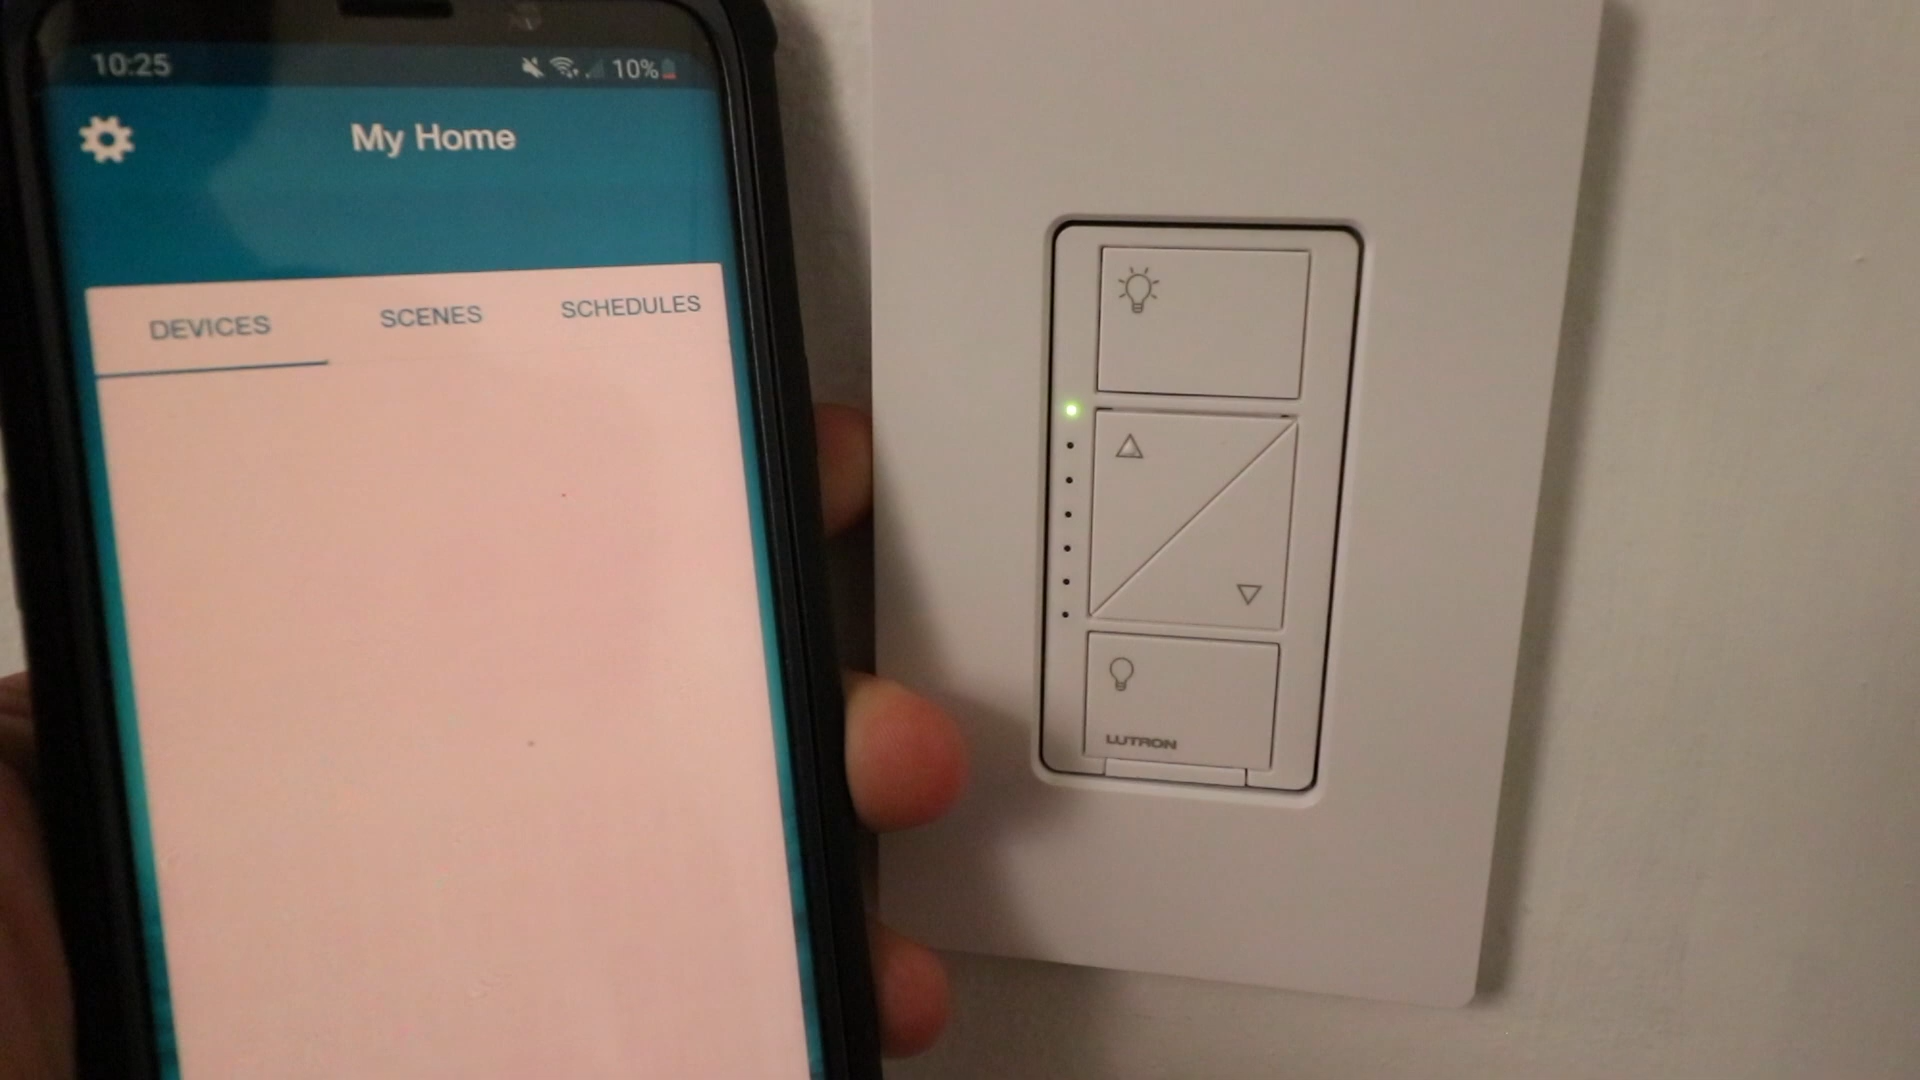 10:25
10%
My Home
DEVICES
SCENES
SCHEDULES
LUTRON